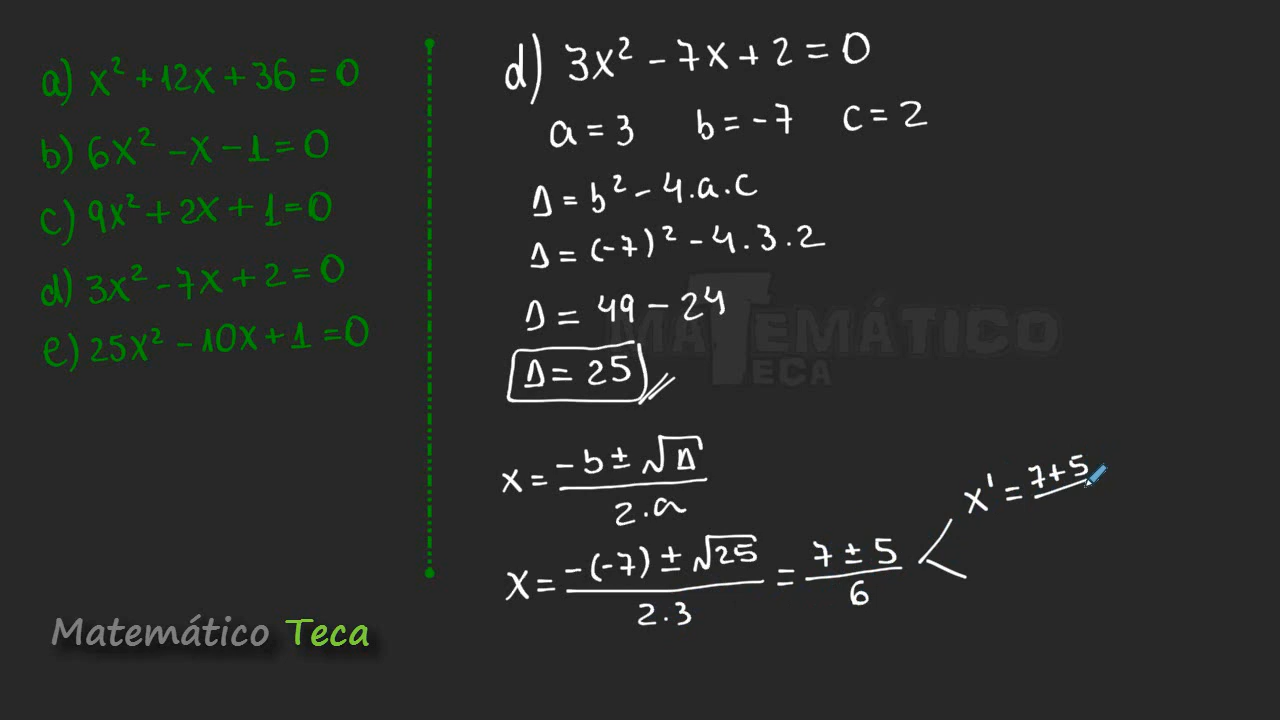 a) x² + 12x + 36 = 0
b) 6x² - x - 1 = 0
c) 9x² + 2x + 1 = 0
d) 3x² - 7x + 2 = 0
e) 25x² - 10x + 1 = 0
Matemático Teca
d) 3x² - 7x + 2 = 0
a = 3 b = -7 c = 2
Δ = b² - 4.a.c
Δ = (-7)² - 4.3.2
Δ = 49 - 24
Δ = 25
x = (-b ± √Δ) / 2.a
x = (-(-7) ± √25) / 2.3 = (7 ± 5) / 6
x' = 7 + 5
MATEMÁTICO
TECA